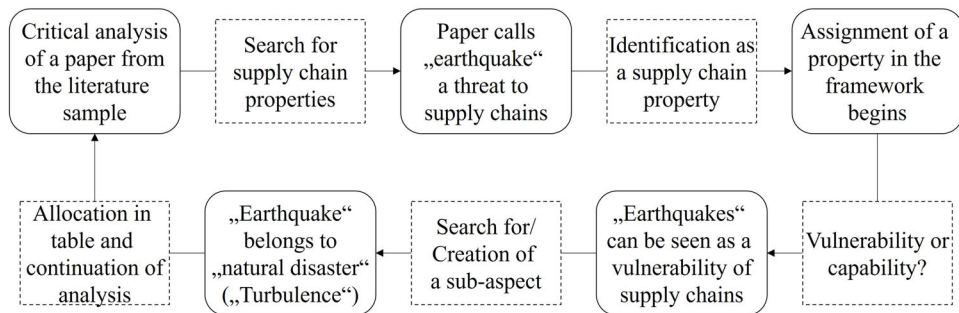 Critical analysis
of a paper from
the literature
sample
Search for
supply chain
properties
Paper calls
„earthquake“
a threat to
supply chains
Identification as
a supply chain
property
Assignment of a
property in the
framework
begins
Vulnerability or
capability?
„Earthquakes“
can be seen as a
vulnerability of
supply chains
Search for/
Creation of
a sub-aspect
„Earthquake“
belongs to
„natural disaster“
(„Turbulence“)
Allocation in
table and
continuation of
analysis